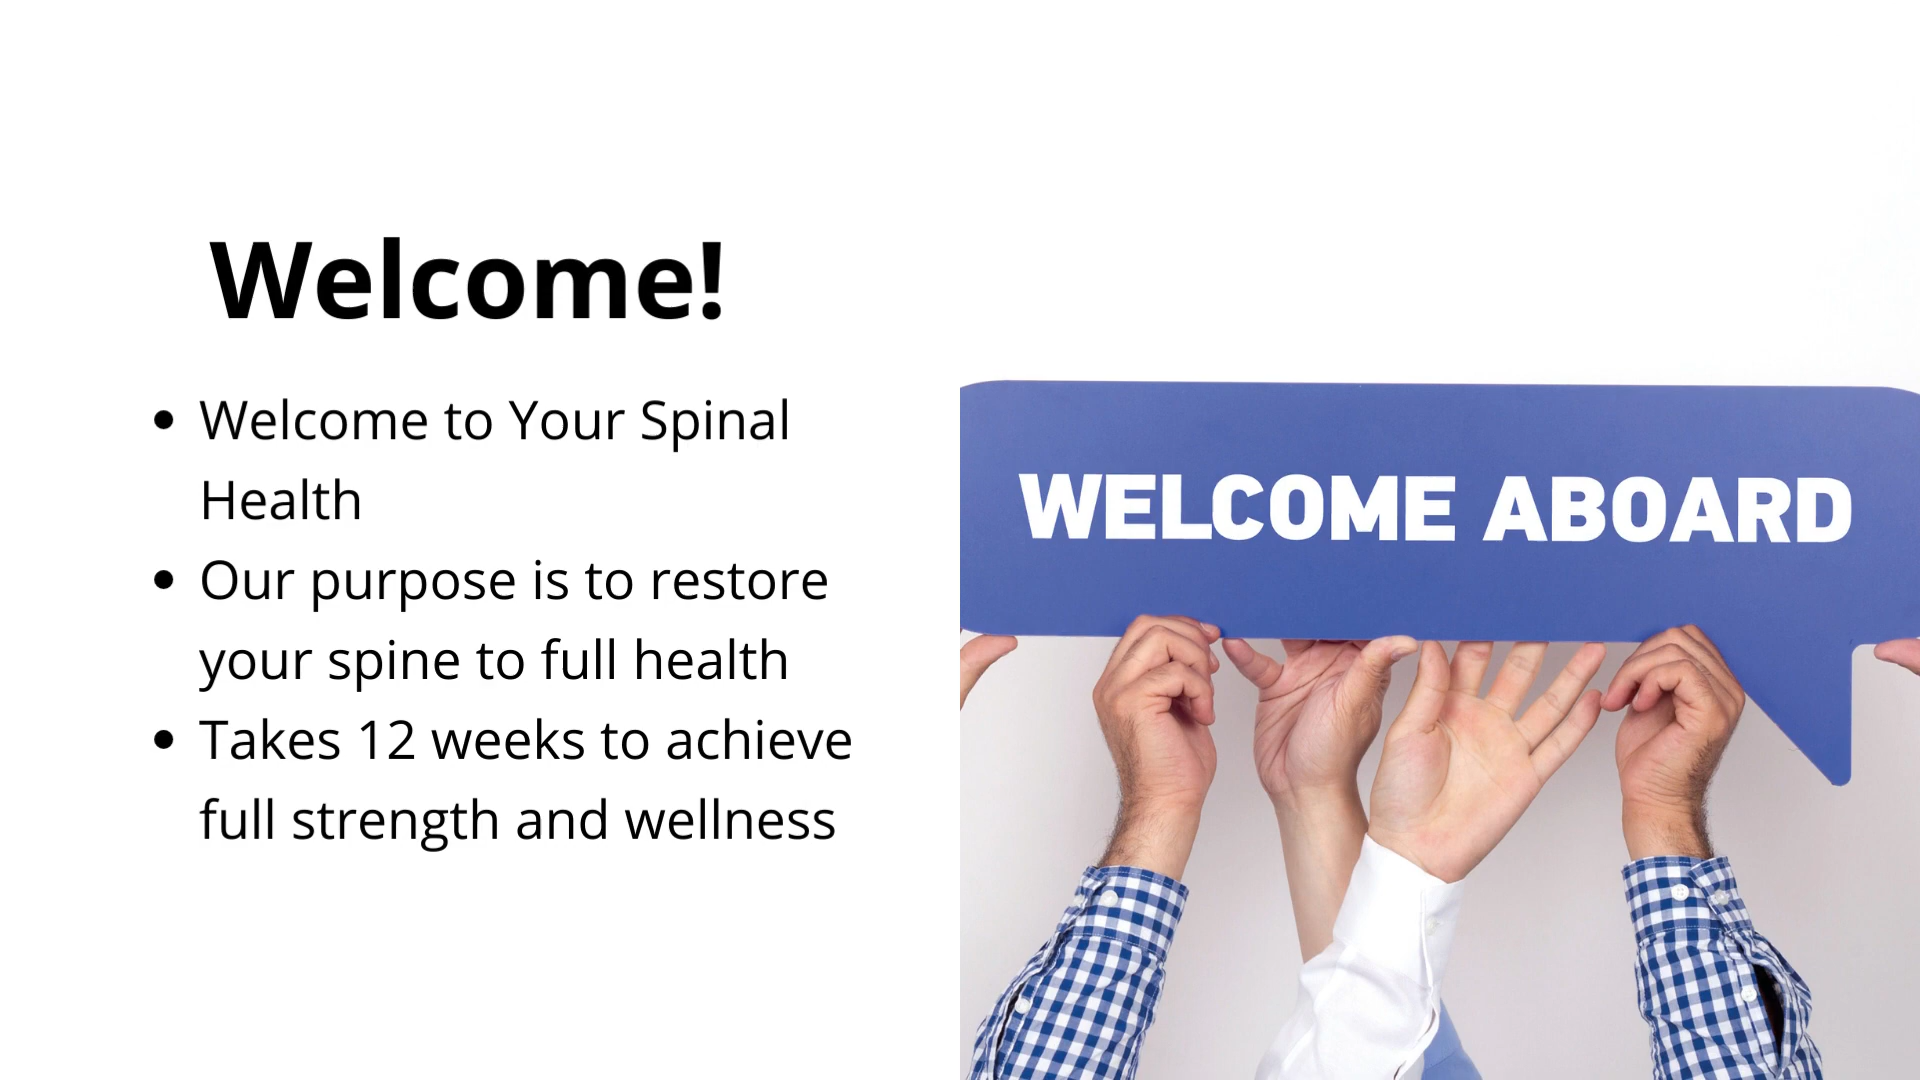 Welcome!
• Welcome to Your Spinal
Health
• Our purpose is to restore
your spine to full health
• Takes 12 weeks to achieve
full strength and wellness
WELCOME ABOARD